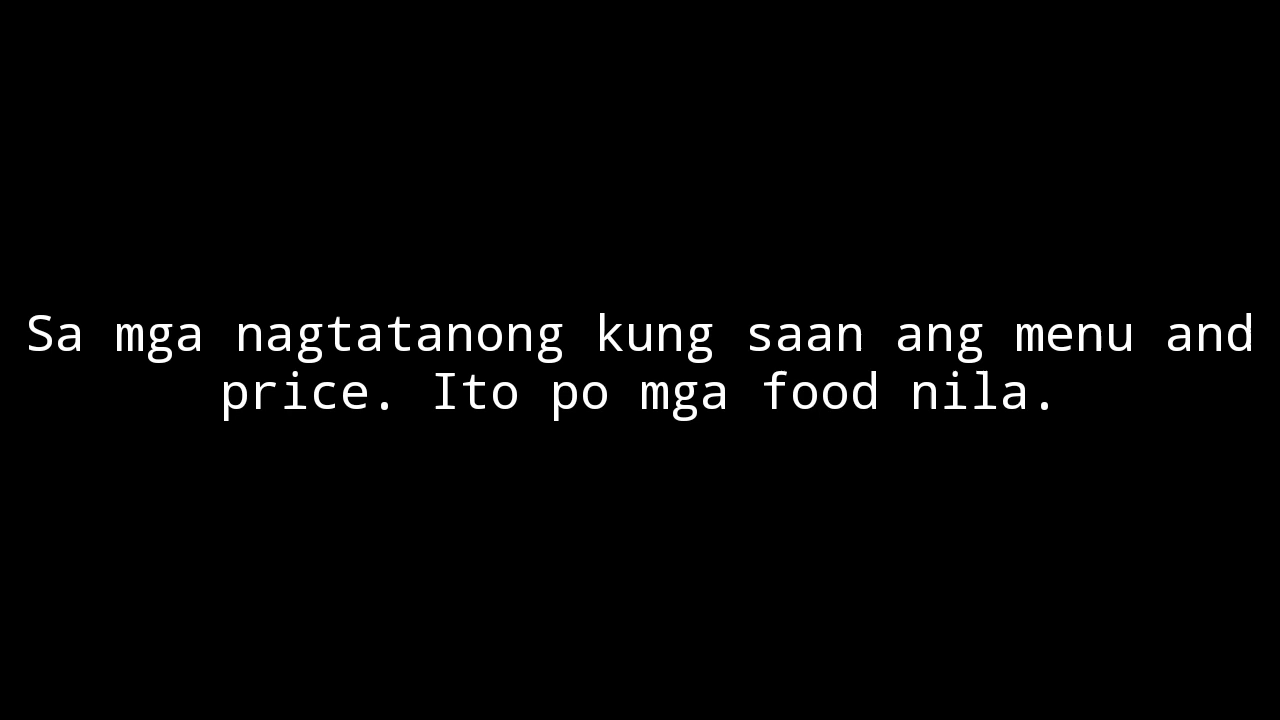 Sa mga nagtatanong kung saan ang menu and
price. Ito po mga food nila.